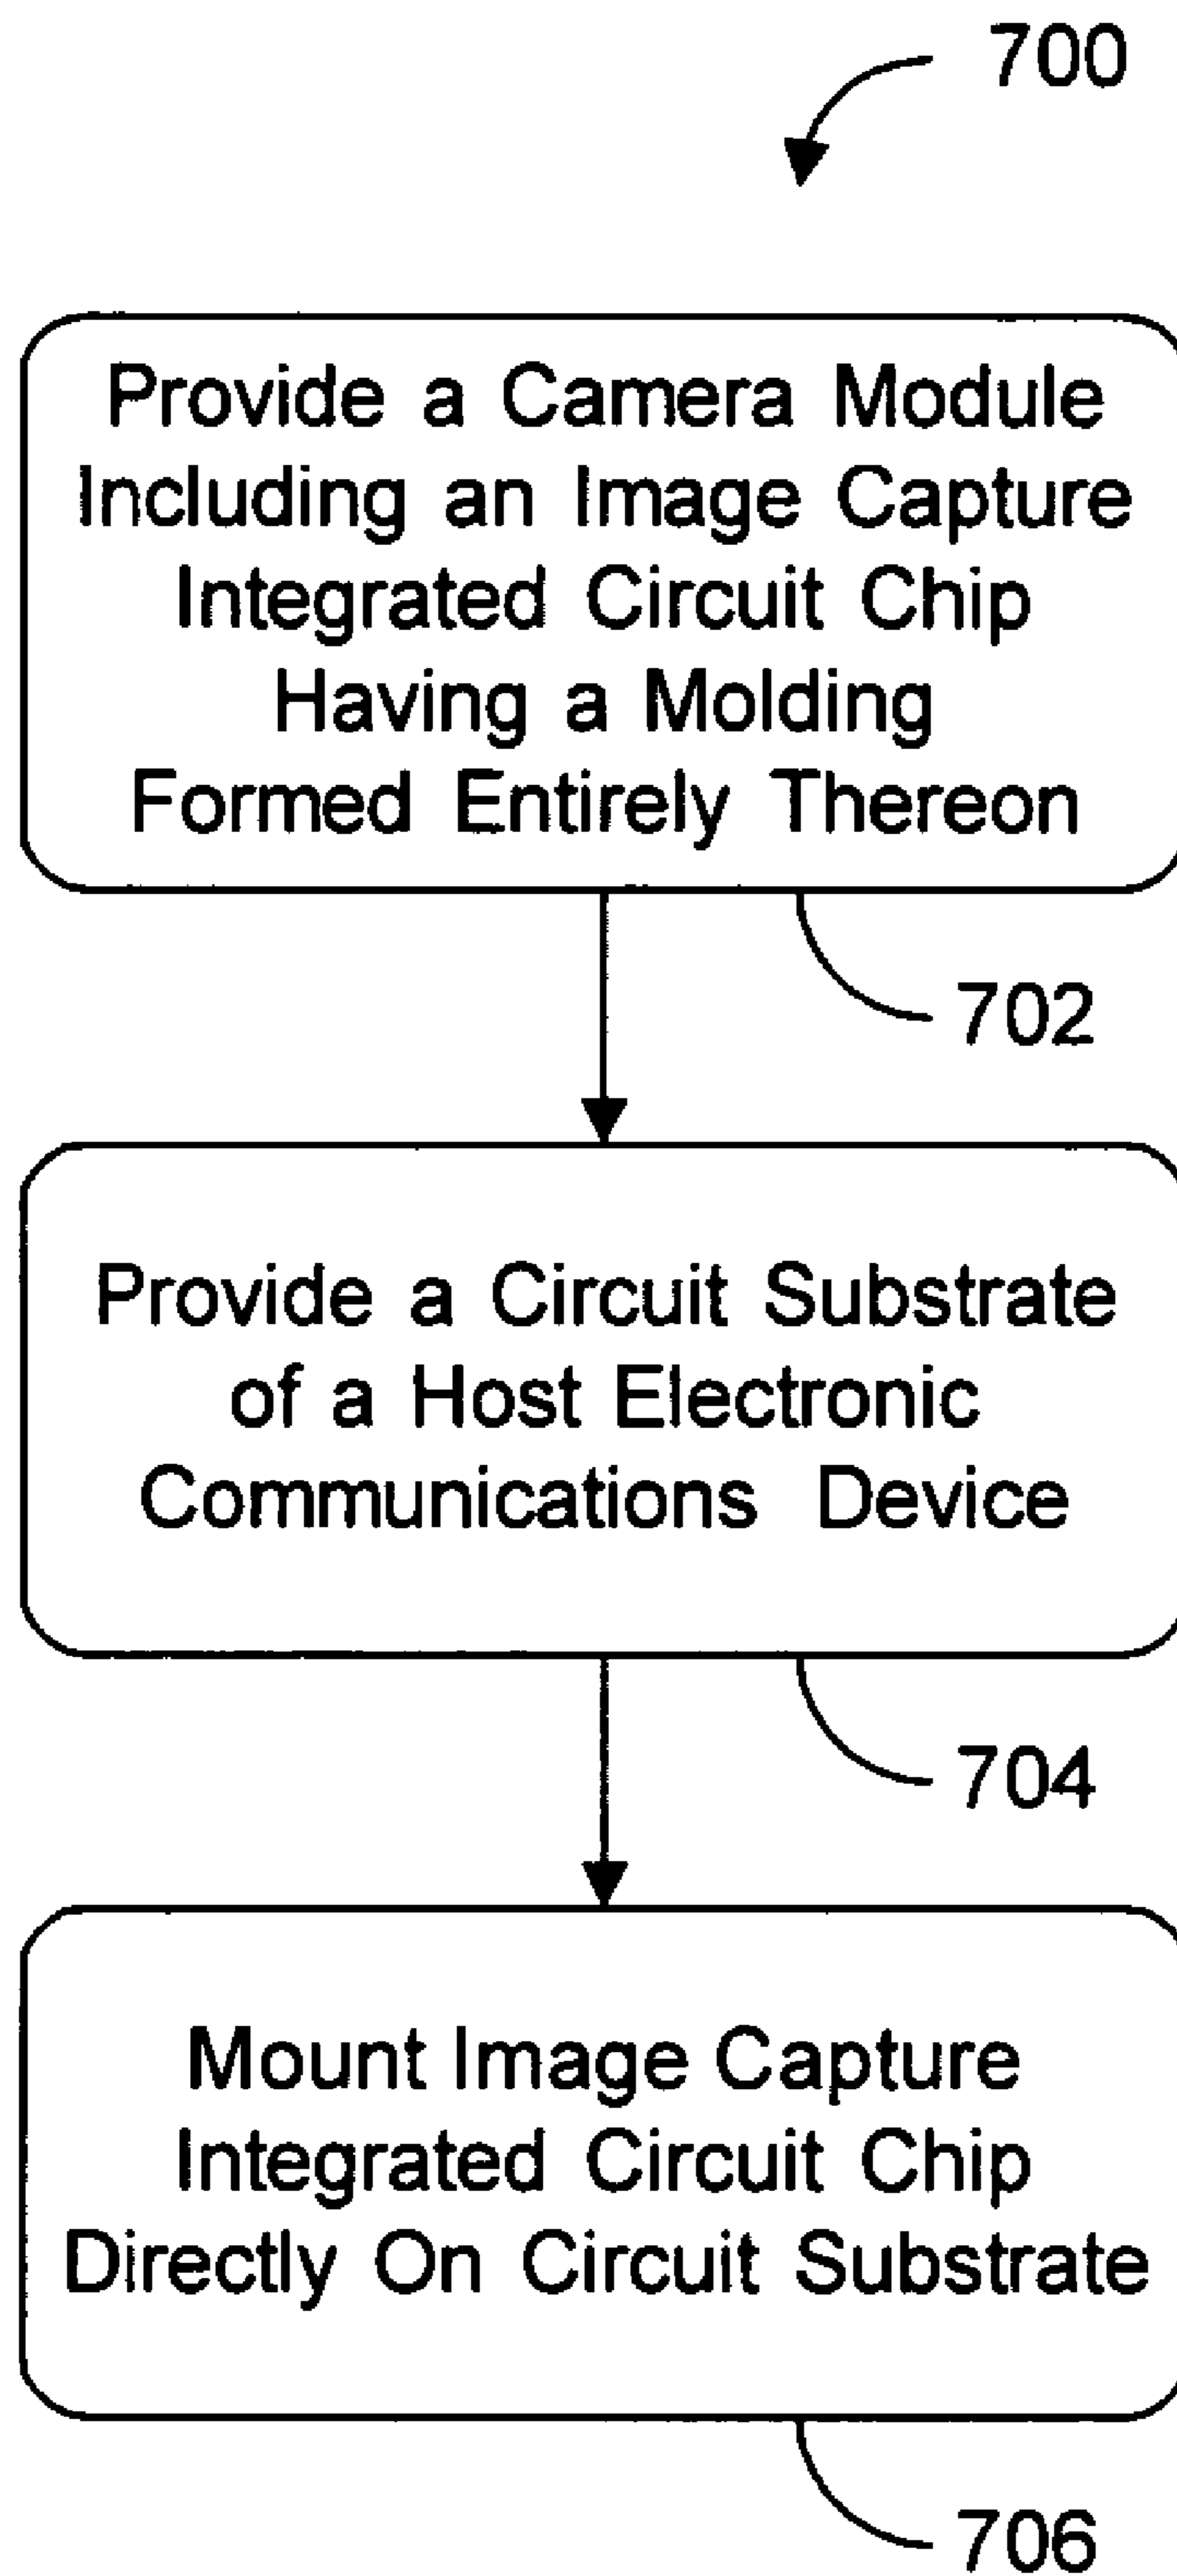 700
Provide a Camera Module
Including an Image Capture
Integrated Circuit Chip
Having a Molding
Formed Entirely Thereon
702
Provide a Circuit Substrate
of a Host Electronic
Communications Device
704
Mount Image Capture
Integrated Circuit Chip
Directly On Circuit Substrate
706